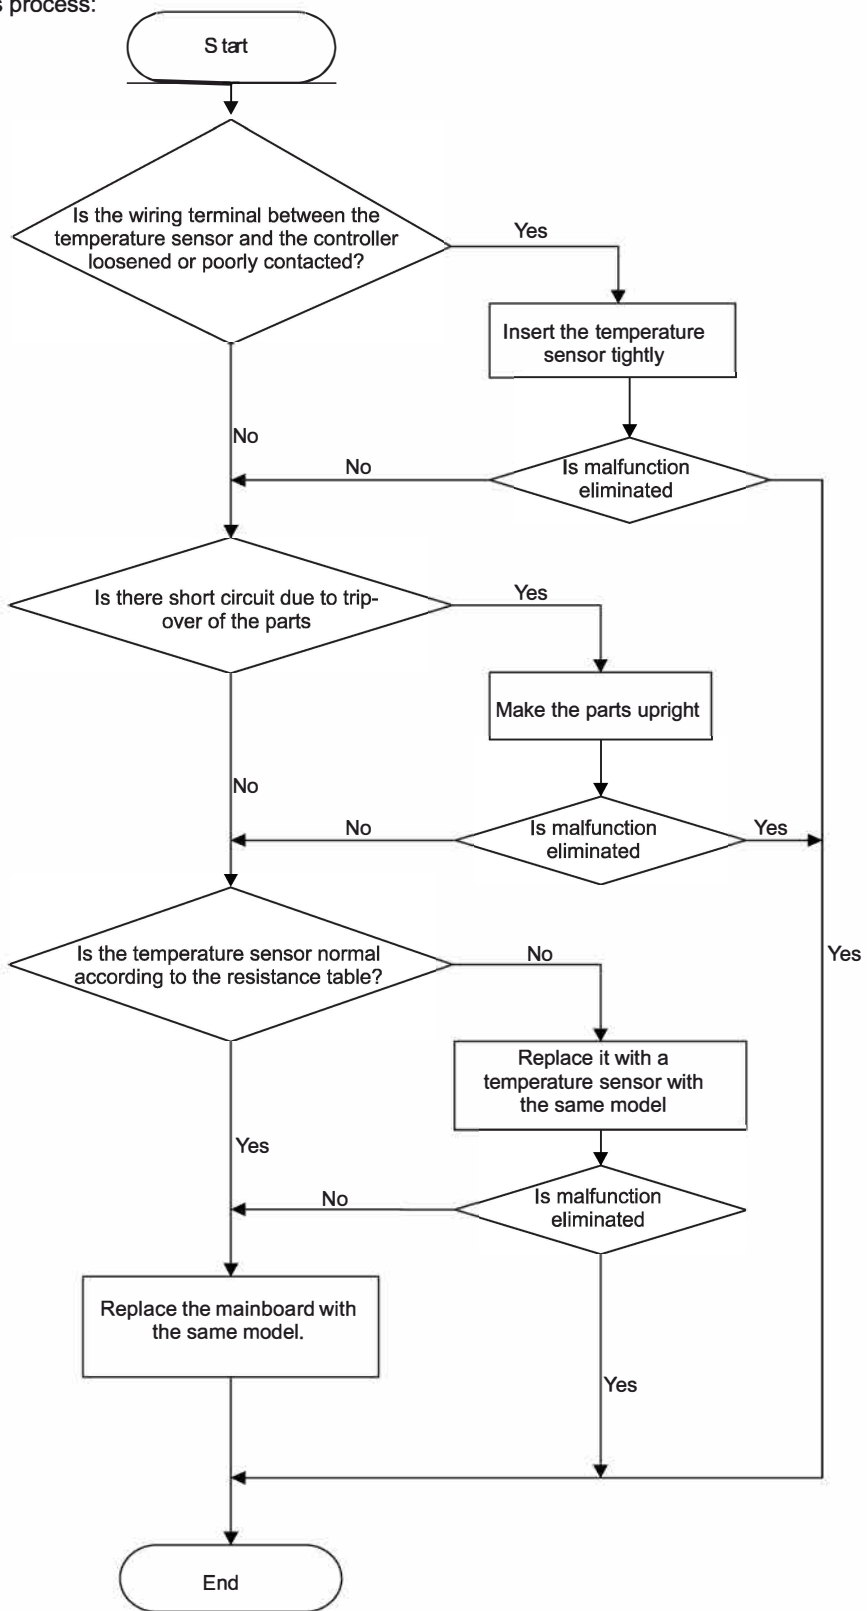 s process:
Start
Is the wiring terminal between the
temperature sensor and the controller
loosened or poorly contacted?
Yes
Insert the temperature
sensor tightly
No
No
Is malfunction
eliminated
Is there short circuit due to trip-
over of the parts
Yes
Make the parts upright
No
No
Is malfunction
eliminated
Yes
Is the temperature sensor normal
according to the resistance table?
No
Yes
Replace it with a
temperature sensor with
the same model
Yes
No
Is malfunction
eliminated
Replace the mainboard with
the same model.
Yes
End